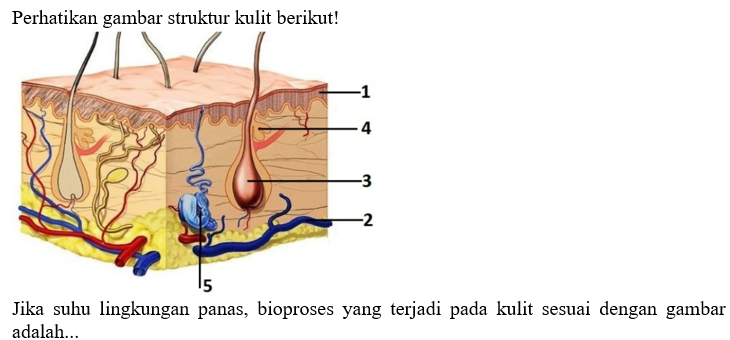 Perhatikan gambar struktur kulit berikut!
1
4
3
2
5
Jika suhu lingkungan panas, bioproses yang terjadi pada kulit sesuai dengan gambar
adalah...